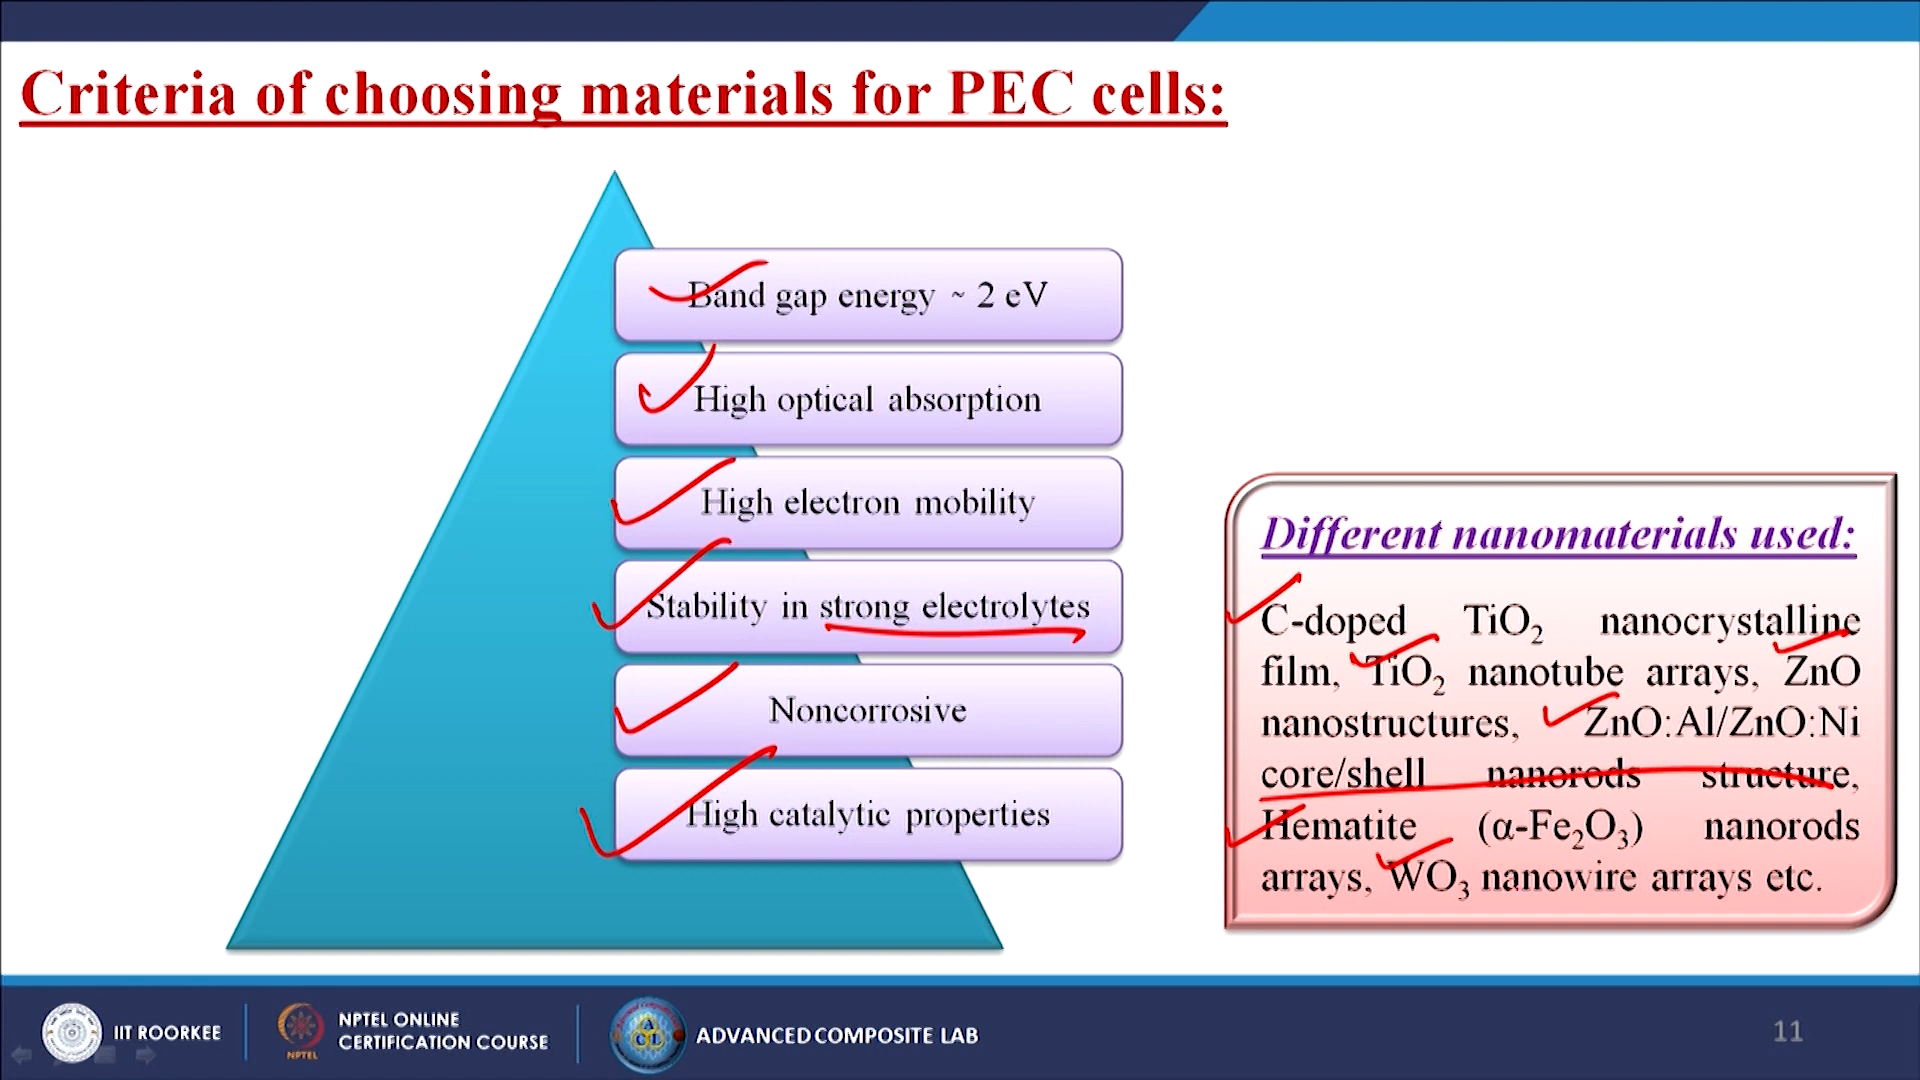 Criteria of choosing materials for PEC cells:
Band gap energy ~ 2 eV
High optical absorption
High electron mobility
Stability in strong electrolytes
Noncorrosive
High catalytic properties
Different nanomaterials used:
C-doped TiO₂ nanocrystalline
film, TiO₂ nanotube arrays, ZnO
nanostructures, ZnO:Al/ZnO:Ni
core/shell nanorods structure,
Hematite (α-Fe₂O₃) nanorods
arrays, WO₃ nanowire arrays etc.
IIT ROORKEE
NPTEL
NPTEL ONLINE
CERTIFICATION COURSE
ADVANCED COMPOSITE LAB
11